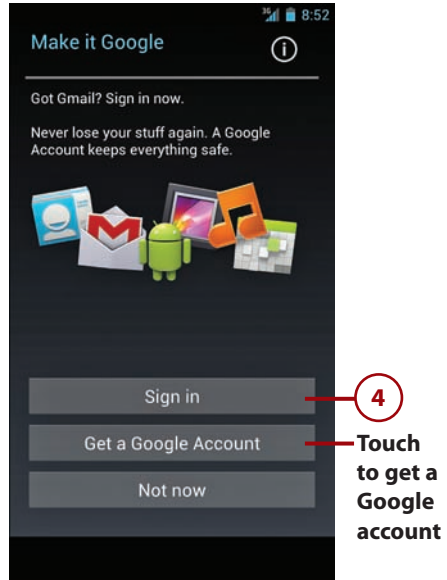 3G 8:52
Make it Google
Got Gmail? Sign in now.
Never lose your stuff again. A Google
Account keeps everything safe.
Sign in
4
Get a Google Account
Touch
to get a
Google
account
Not now